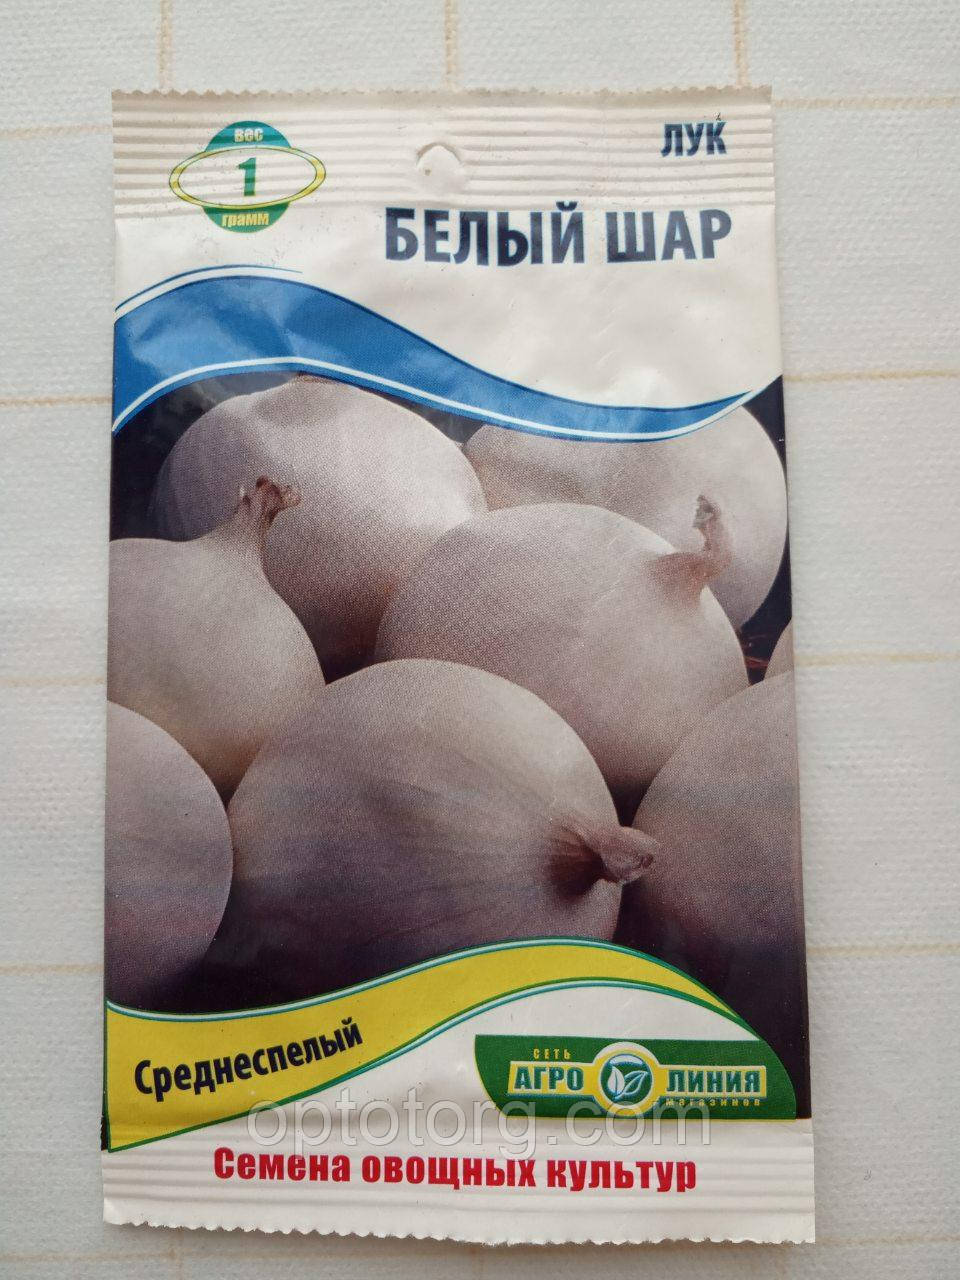 вес
1
грамм
ЛУК
БЕЛЫЙ ШАР
Среднеспелый
СЕТЬ
АГРО ЛИНИЯ
МАГАЗИНОВ
optotorg.com
Семена овощных культур